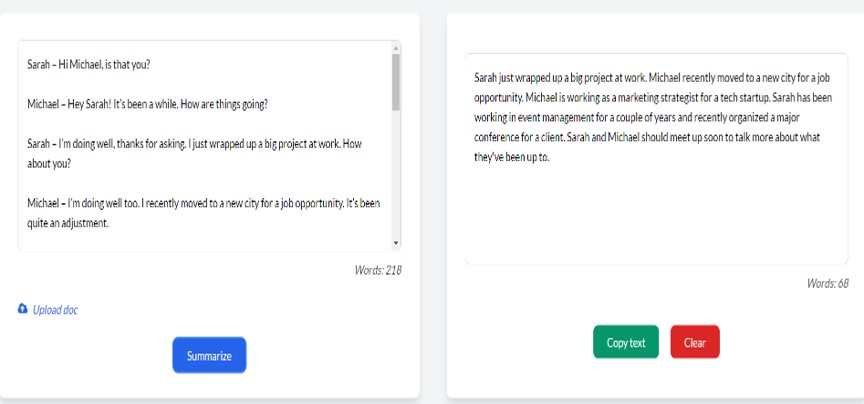 Sarah – Hi Michael, is that you?
Michael – Hey Sarah! It's been a while. How are things going?
Sarah – I'm doing well, thanks for asking. I just wrapped up a big project at work. How
about you?
Michael – I'm doing well too. I recently moved to a new city for a job opportunity. It's been
quite an adjustment.
Words: 218
Upload doc
Summarize
Sarah just wrapped up a big project at work. Michael recently moved to a new city for a job
opportunity. Michael is working as a marketing strategist for a tech startup. Sarah has been
working in event management for a couple of years and recently organized a major
conference for a client. Sarah and Michael should meet up soon to talk more about what
they've been up to.
Words: 68
Copy text
Clear